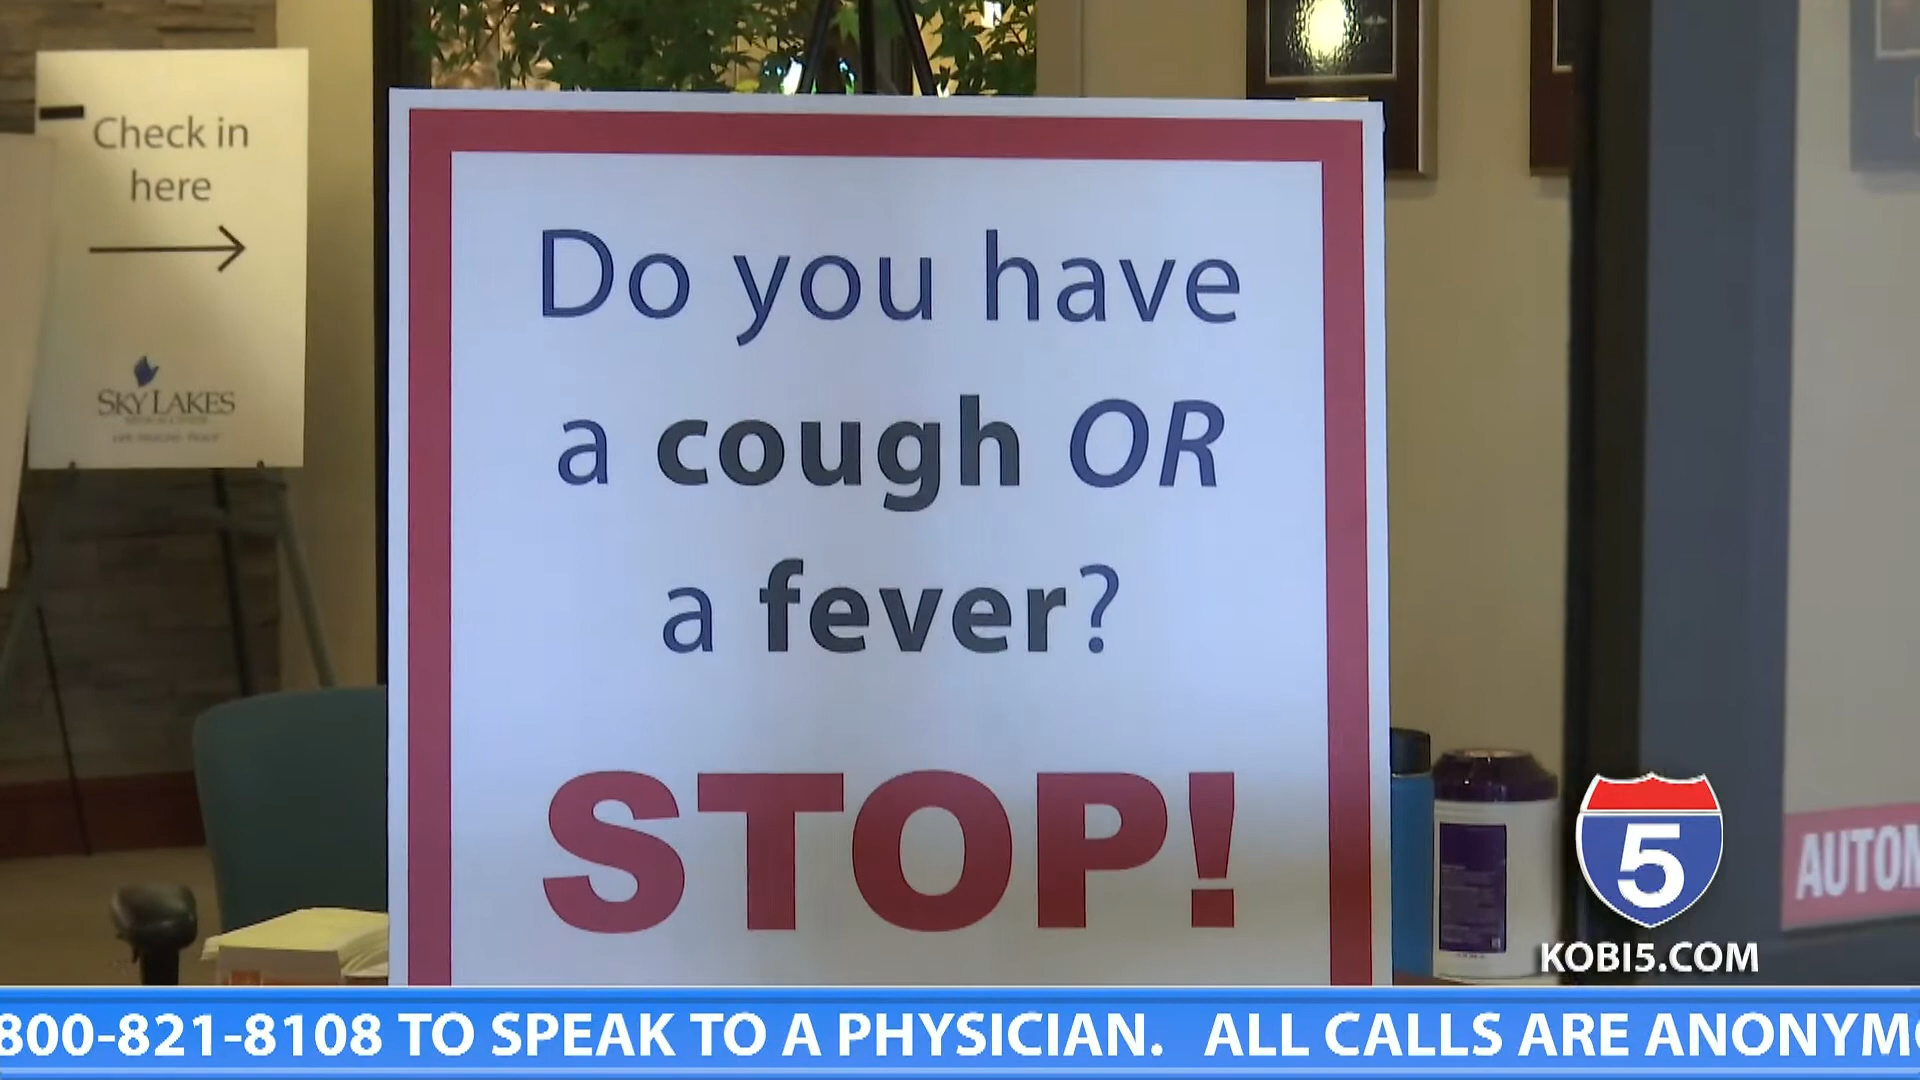 Check in
here
SKY LAKES
Do you have
a cough OR
a fever?
STOP!
AUTOM
5
KOBI5.COM
800-821-8108 TO SPEAK TO A PHYSICIAN. ALL CALLS ARE ANONYM